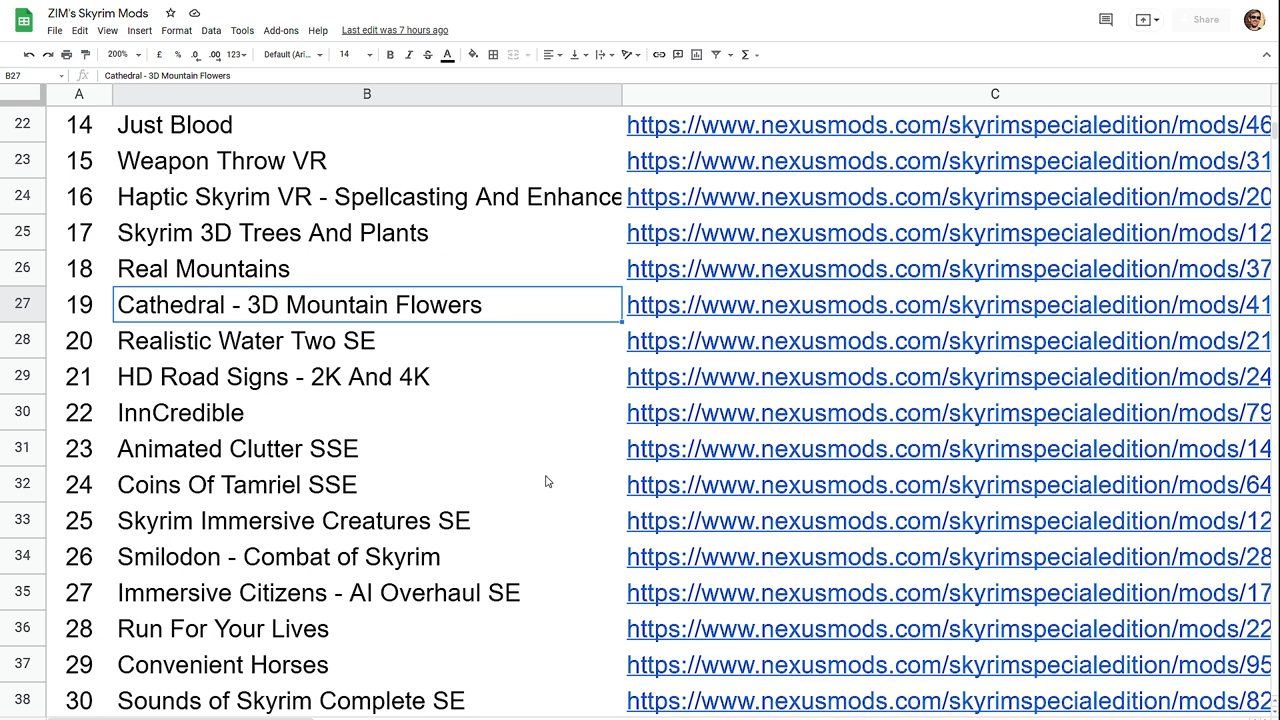 ZIM's Skyrim Mods
File Edit View Insert Format Data Tools Add-ons Help Last edit was 7 hours ago
Share
200% £ % .0 .00 123 Default (Ari... 14 B I S A
B27 fx Cathedral - 3D Mountain Flowers
A B C
22 14 Just Blood https://www.nexusmods.com/skyrimspecialedition/mods/46
23 15 Weapon Throw VR https://www.nexusmods.com/skyrimspecialedition/mods/31
24 16 Haptic Skyrim VR - Spellcasting And Enhance https://www.nexusmods.com/skyrimspecialedition/mods/20
25 17 Skyrim 3D Trees And Plants https://www.nexusmods.com/skyrimspecialedition/mods/12
26 18 Real Mountains https://www.nexusmods.com/skyrimspecialedition/mods/37
27 19 Cathedral - 3D Mountain Flowers https://www.nexusmods.com/skyrimspecialedition/mods/41
28 20 Realistic Water Two SE https://www.nexusmods.com/skyrimspecialedition/mods/21
29 21 HD Road Signs - 2K And 4K https://www.nexusmods.com/skyrimspecialedition/mods/24
30 22 InnCredible https://www.nexusmods.com/skyrimspecialedition/mods/79
31 23 Animated Clutter SSE https://www.nexusmods.com/skyrimspecialedition/mods/14
32 24 Coins Of Tamriel SSE https://www.nexusmods.com/skyrimspecialedition/mods/64
33 25 Skyrim Immersive Creatures SE https://www.nexusmods.com/skyrimspecialedition/mods/12
34 26 Smilodon - Combat of Skyrim https://www.nexusmods.com/skyrimspecialedition/mods/28
35 27 Immersive Citizens - AI Overhaul SE https://www.nexusmods.com/skyrimspecialedition/mods/17
36 28 Run For Your Lives https://www.nexusmods.com/skyrimspecialedition/mods/22
37 29 Convenient Horses https://www.nexusmods.com/skyrimspecialedition/mods/95
38 30 Sounds of Skyrim Complete SE https://www.nexusmods.com/skyrimspecialedition/mods/82